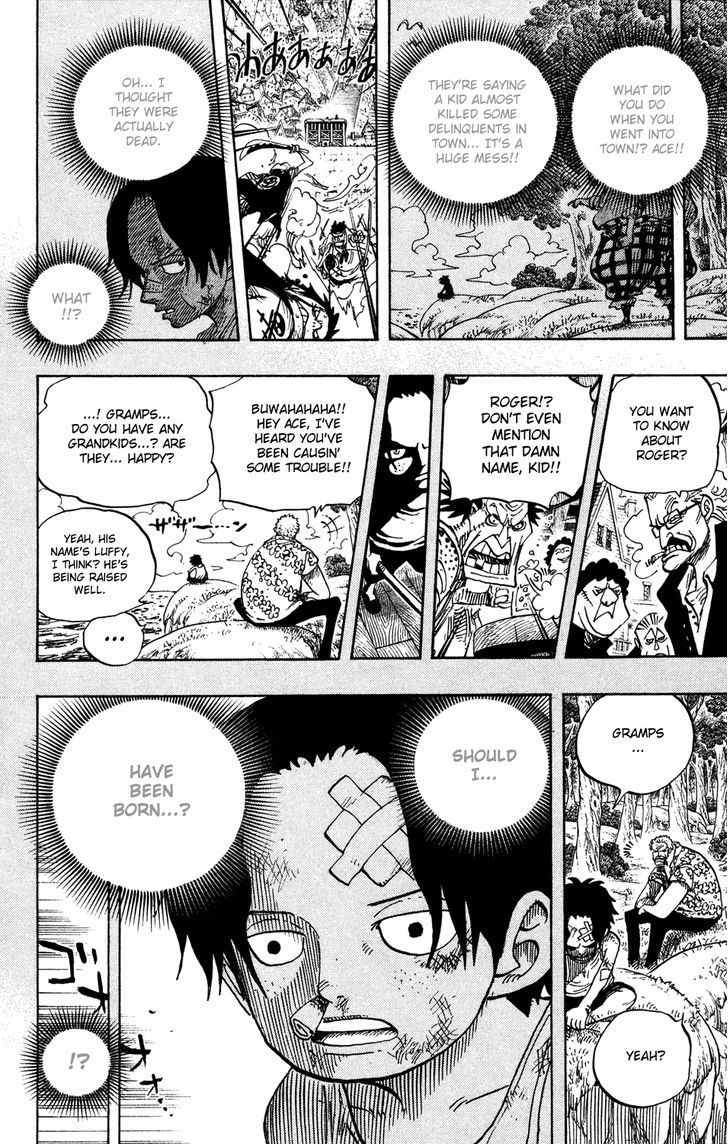 WHAT DID
YOU DO
WHEN YOU
WENT INTO
TOWN!? ACE!!
THEY'RE SAYING
A KID ALMOST
KILLED SOME
DELINQUENTS IN
TOWN... IT'S A
HUGE MESS!!
OH... I
THOUGHT
THEY WERE
ACTUALLY
DEAD.
WHAT
!!?
YOU WANT
TO KNOW
ABOUT
ROGER?
ROGER!?
DON'T EVEN
MENTION
THAT DAMN
NAME, KID!!
BUWAHAHAHA!!
HEY ACE, I'VE
HEARD YOU'VE
BEEN CAUSIN'
SOME TROUBLE!!
...! GRAMPS...
DO YOU HAVE ANY
GRANDKIDS...? ARE
THEY... HAPPY?
YEAH, HIS
NAME'S LUFFY,
I THINK? HE'S
BEING RAISED
WELL.
...
GRAMPS
...
YEAH?
SHOULD
I...
HAVE
BEEN
BORN...?
!?